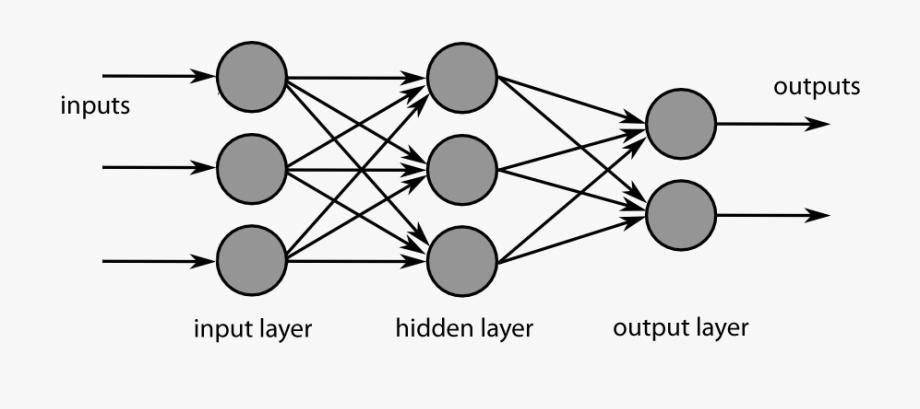 inputs
outputs
input layer
hidden layer
output layer